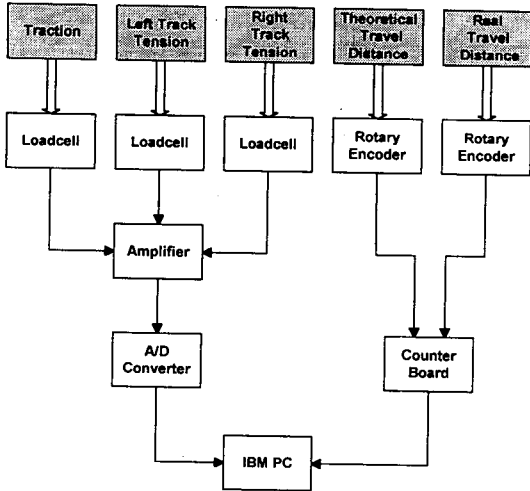 Traction
Left Track
Tension
Right
Track
Tension
Theoretical
Travel
Distance
Real
Travel
Distance
Loadcell
Loadcell
Loadcell
Rotary
Encoder
Rotary
Encoder
Amplifier
A/D
Converter
Counter
Board
IBM PC